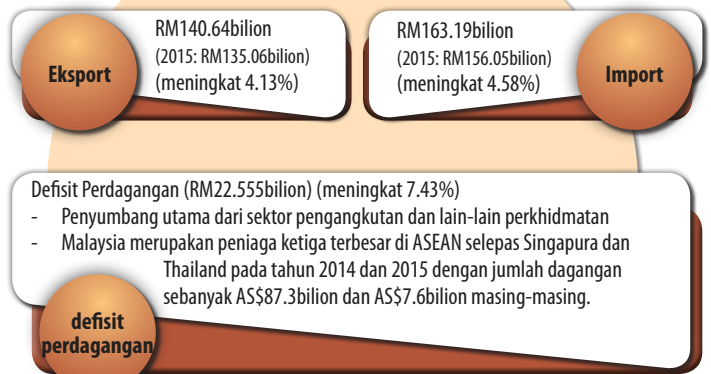 Eksport
RM140.64bilion
(2015: RM135.06bilion)
(meningkat 4.13%)
RM163.19bilion
(2015: RM156.05bilion)
(meningkat 4.58%)
Import
Defisit Perdagangan (RM22.555bilion) (meningkat 7.43%)
- Penyumbang utama dari sektor pengangkutan dan lain-lain perkhidmatan
- Malaysia merupakan peniaga ketiga terbesar di ASEAN selepas Singapura dan
Thailand pada tahun 2014 dan 2015 dengan jumlah dagangan
sebanyak AS$87.3bilion dan AS$7.6bilion masing-masing.
defisit
perdagangan